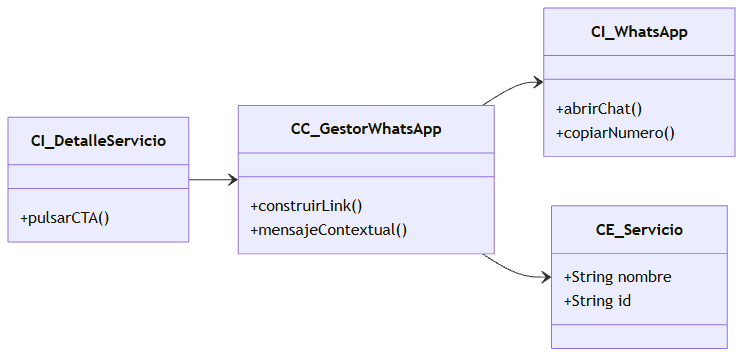 CI_DetalleServicio
+pulsarCTA()
CC_GestorWhatsApp
+construirLink()
+mensajeContextual()
CI_WhatsApp
+abrirChat()
+copiarNumero()
CE_Servicio
+String nombre
+String id